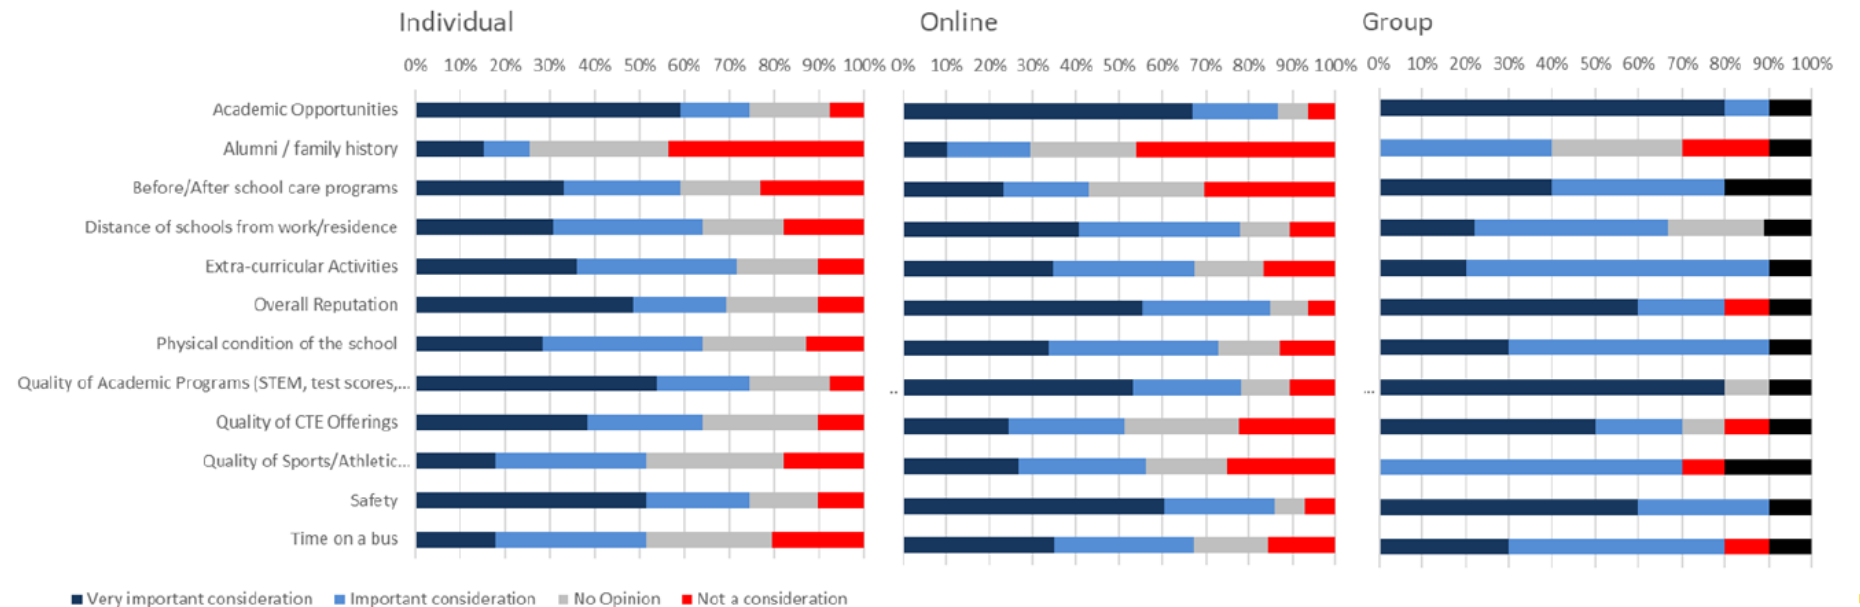 Individual
Online
Group
0% 10% 20% 30% 40% 50% 60% 70% 80% 90% 100%
0% 10% 20% 30% 40% 50% 60% 70% 80% 90% 100%
0% 10% 20% 30% 40% 50% 60% 70% 80% 90% 100%
Academic Opportunities
Alumni / family history
Before/After school care programs
Distance of schools from work/residence
Extra-curricular Activities
Overall Reputation
Physical condition of the school
Quality of Academic Programs (STEM, test scores,...
..
...
Quality of CTE Offerings
Quality of Sports/Athletic...
Safety
Time on a bus
Very important consideration
Important consideration
No Opinion
Not a consideration